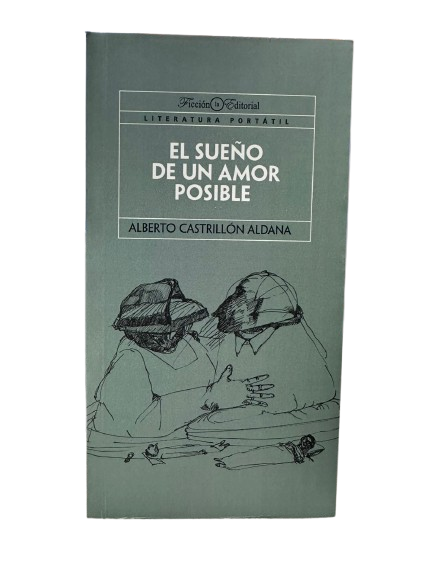 Ficción la Editorial
LITERATURA PORTÁTIL
EL SUEÑO
DE UN AMOR
POSIBLE
ALBERTO CASTRILLÓN ALDANA